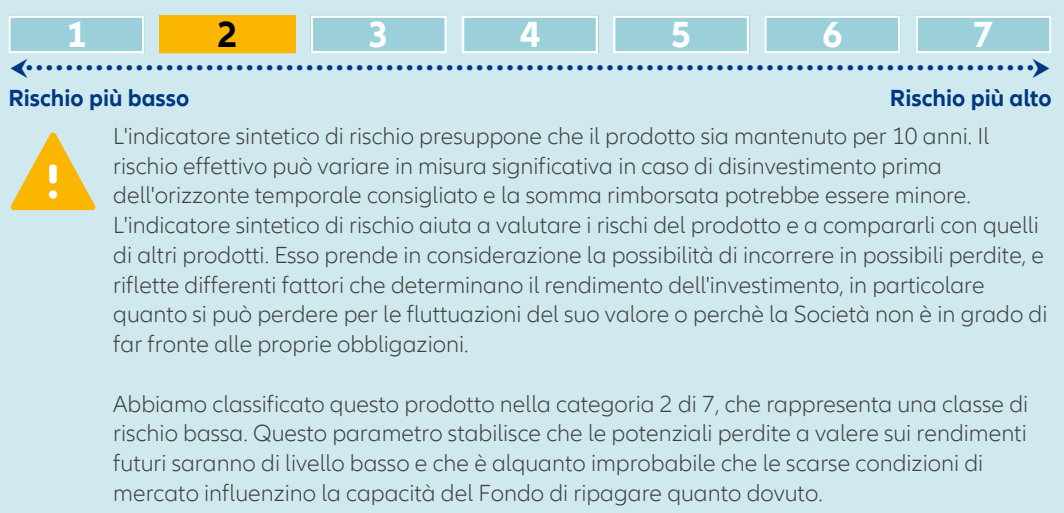 1 2 3 4 5 6 7
Rischio più basso Rischio più alto
L'indicatore sintetico di rischio presuppone che il prodotto sia mantenuto per 10 anni. Il
rischio effettivo può variare in misura significativa in caso di disinvestimento prima
dell'orizzonte temporale consigliato e la somma rimborsata potrebbe essere minore.
L'indicatore sintetico di rischio aiuta a valutare i rischi del prodotto e a compararli con quelli
di altri prodotti. Esso prende in considerazione la possibilità di incorrere in possibili perdite, e
riflette differenti fattori che determinano il rendimento dell'investimento, in particolare
quanto si può perdere per le fluttuazioni del suo valore o perchè la Società non è in grado di
far fronte alle proprie obbligazioni.
Abbiamo classificato questo prodotto nella categoria 2 di 7, che rappresenta una classe di
rischio bassa. Questo parametro stabilisce che le potenziali perdite a valere sui rendimenti
futuri saranno di livello basso e che è alquanto improbabile che le scarse condizioni di
mercato influenzino la capacità del Fondo di ripagare quanto dovuto.